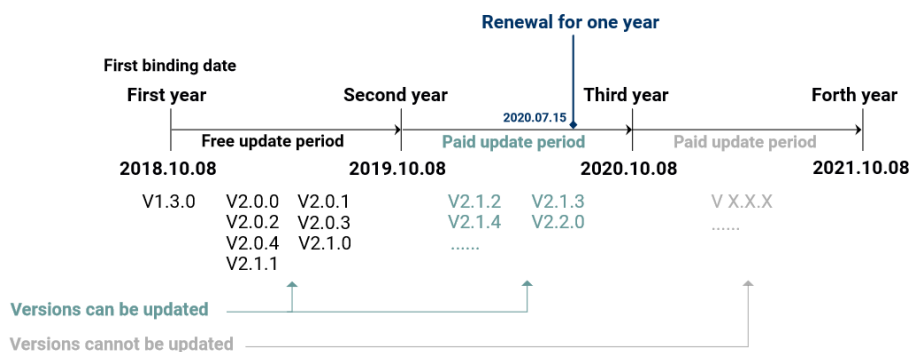 Renewal for one year
First binding date
First year Second year Third year Forth year
2020.07.15
Free update period Paid update period Paid update period
2018.10.08 2019.10.08 2020.10.08 2021.10.08
V1.3.0 V2.0.0 V2.0.1 V2.1.2 V2.1.3 V X.X.X
V2.0.2 V2.0.3 V2.1.4 V2.2.0 ......
V2.0.4 V2.1.0 ......
V2.1.1
Versions can be updated
Versions cannot be updated